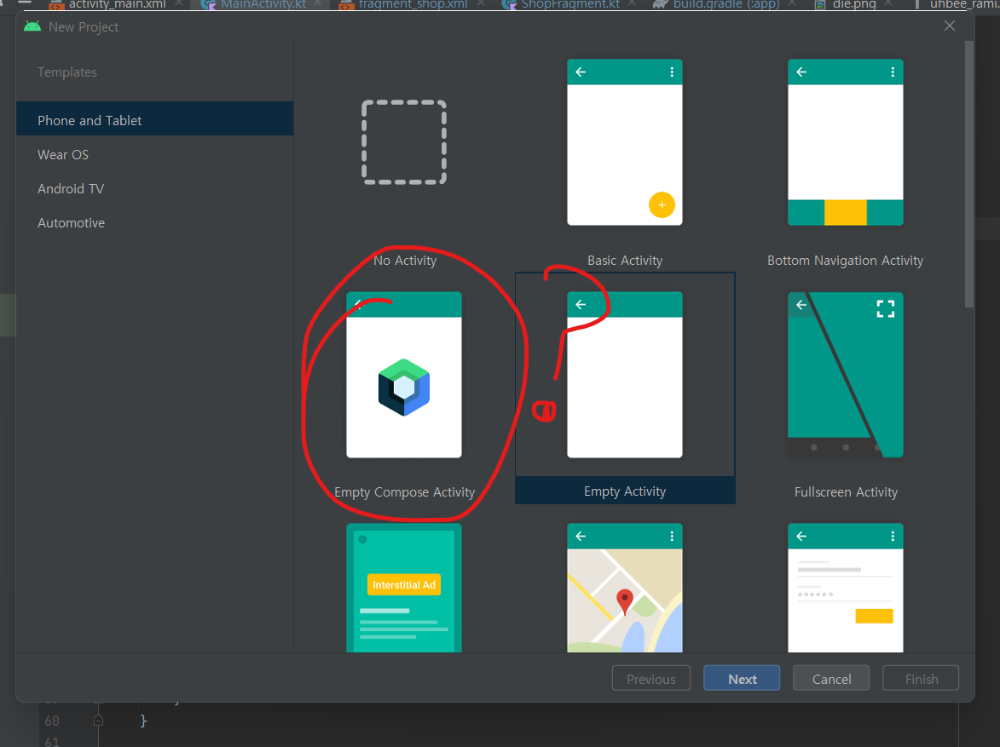 activity_main.xml
MainActivity.kt
fragment_shop.xml
ShopFragment.kt
build.gradle (:app)
die.png
uhbee_rami.
New Project
Templates
Phone and Tablet
Wear OS
Android TV
Automotive
No Activity
Basic Activity
Bottom Navigation Activity
Empty Compose Activity
Empty Activity
Fullscreen Activity
Interstitial Ad
Previous
Next
Cancel
Finish
60 }
61